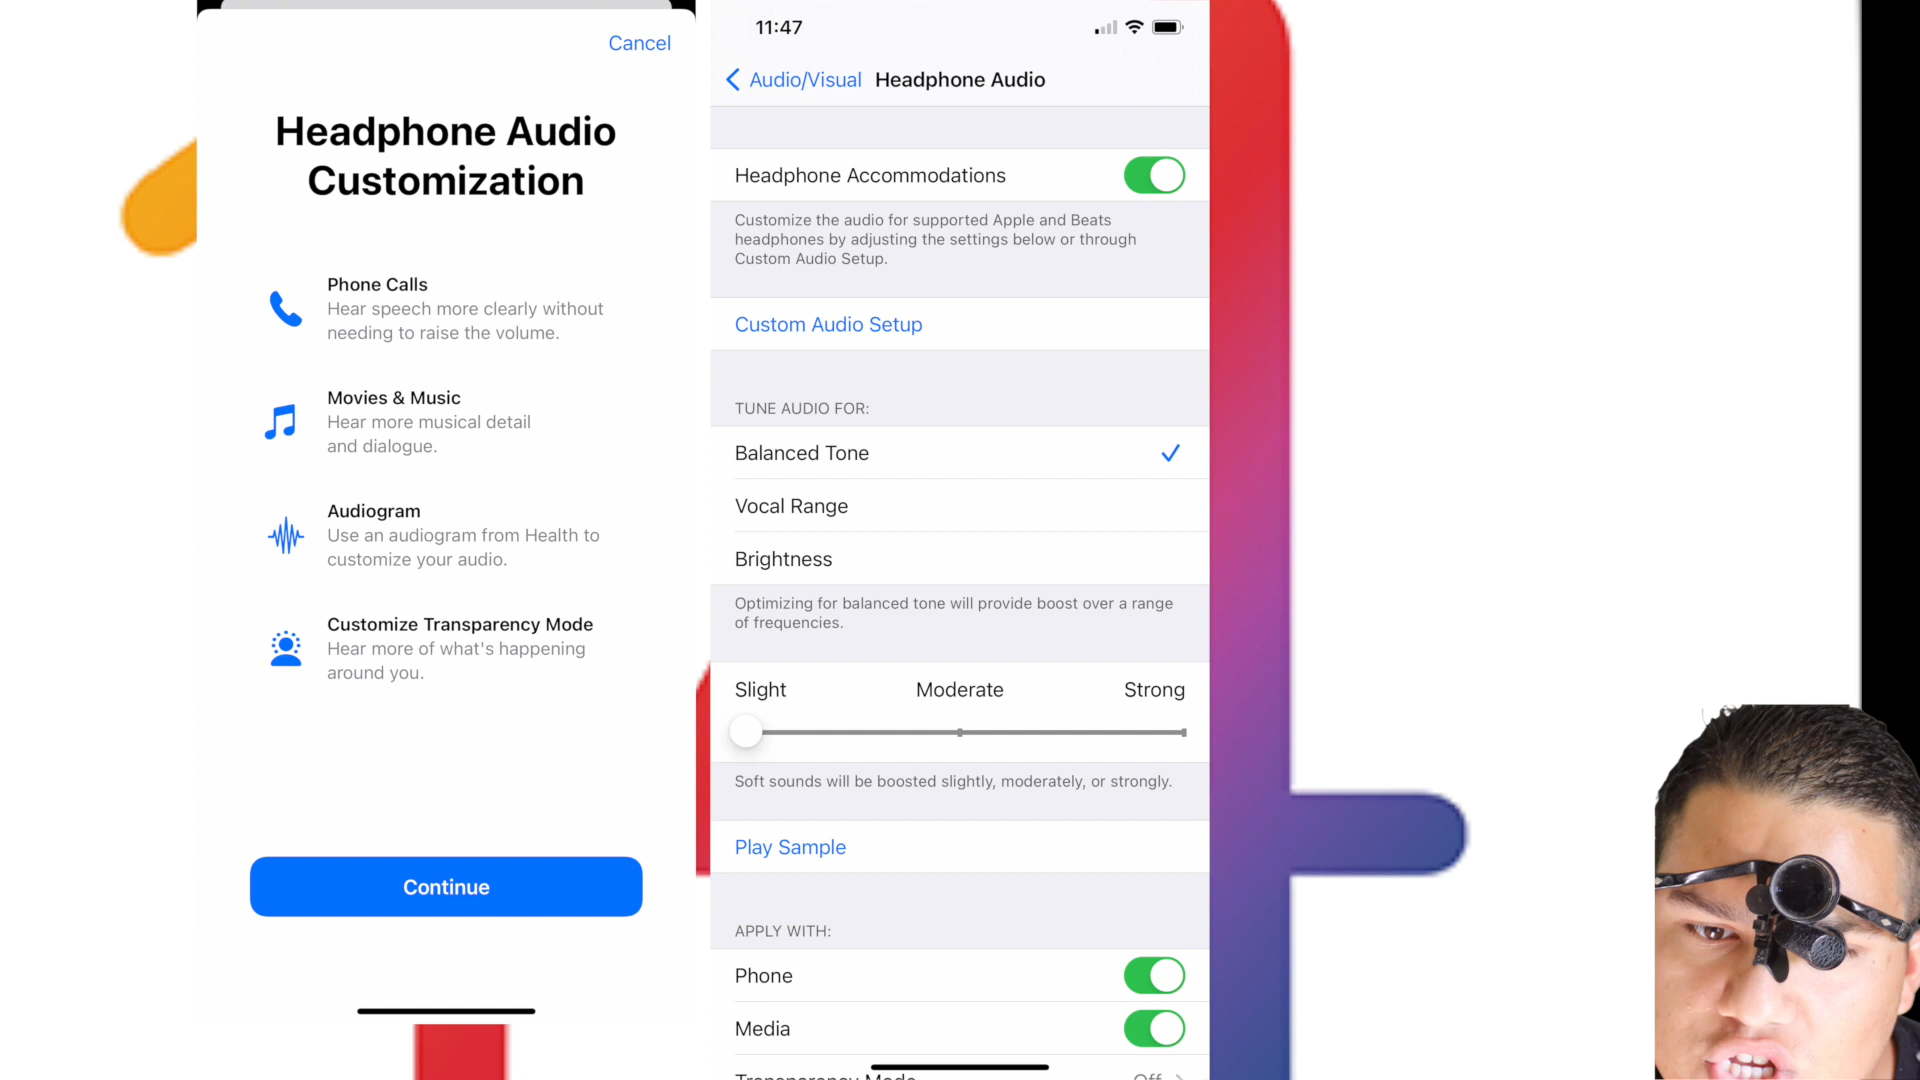 Cancel
Headphone Audio
Customization
Phone Calls
Hear speech more clearly without
needing to raise the volume.
Movies & Music
Hear more musical detail
and dialogue.
Audiogram
Use an audiogram from Health to
customize your audio.
Customize Transparency Mode
Hear more of what's happening
around you.
Continue
11:47
Audio/Visual Headphone Audio
Headphone Accommodations
Customize the audio for supported Apple and Beats
headphones by adjusting the settings below or through
Custom Audio Setup.
Custom Audio Setup
TUNE AUDIO FOR:
Balanced Tone
Vocal Range
Brightness
Optimizing for balanced tone will provide boost over a range
of frequencies.
Slight Moderate Strong
Soft sounds will be boosted slightly, moderately, or strongly.
Play Sample
APPLY WITH:
Phone
Media
Transparency Mode Off